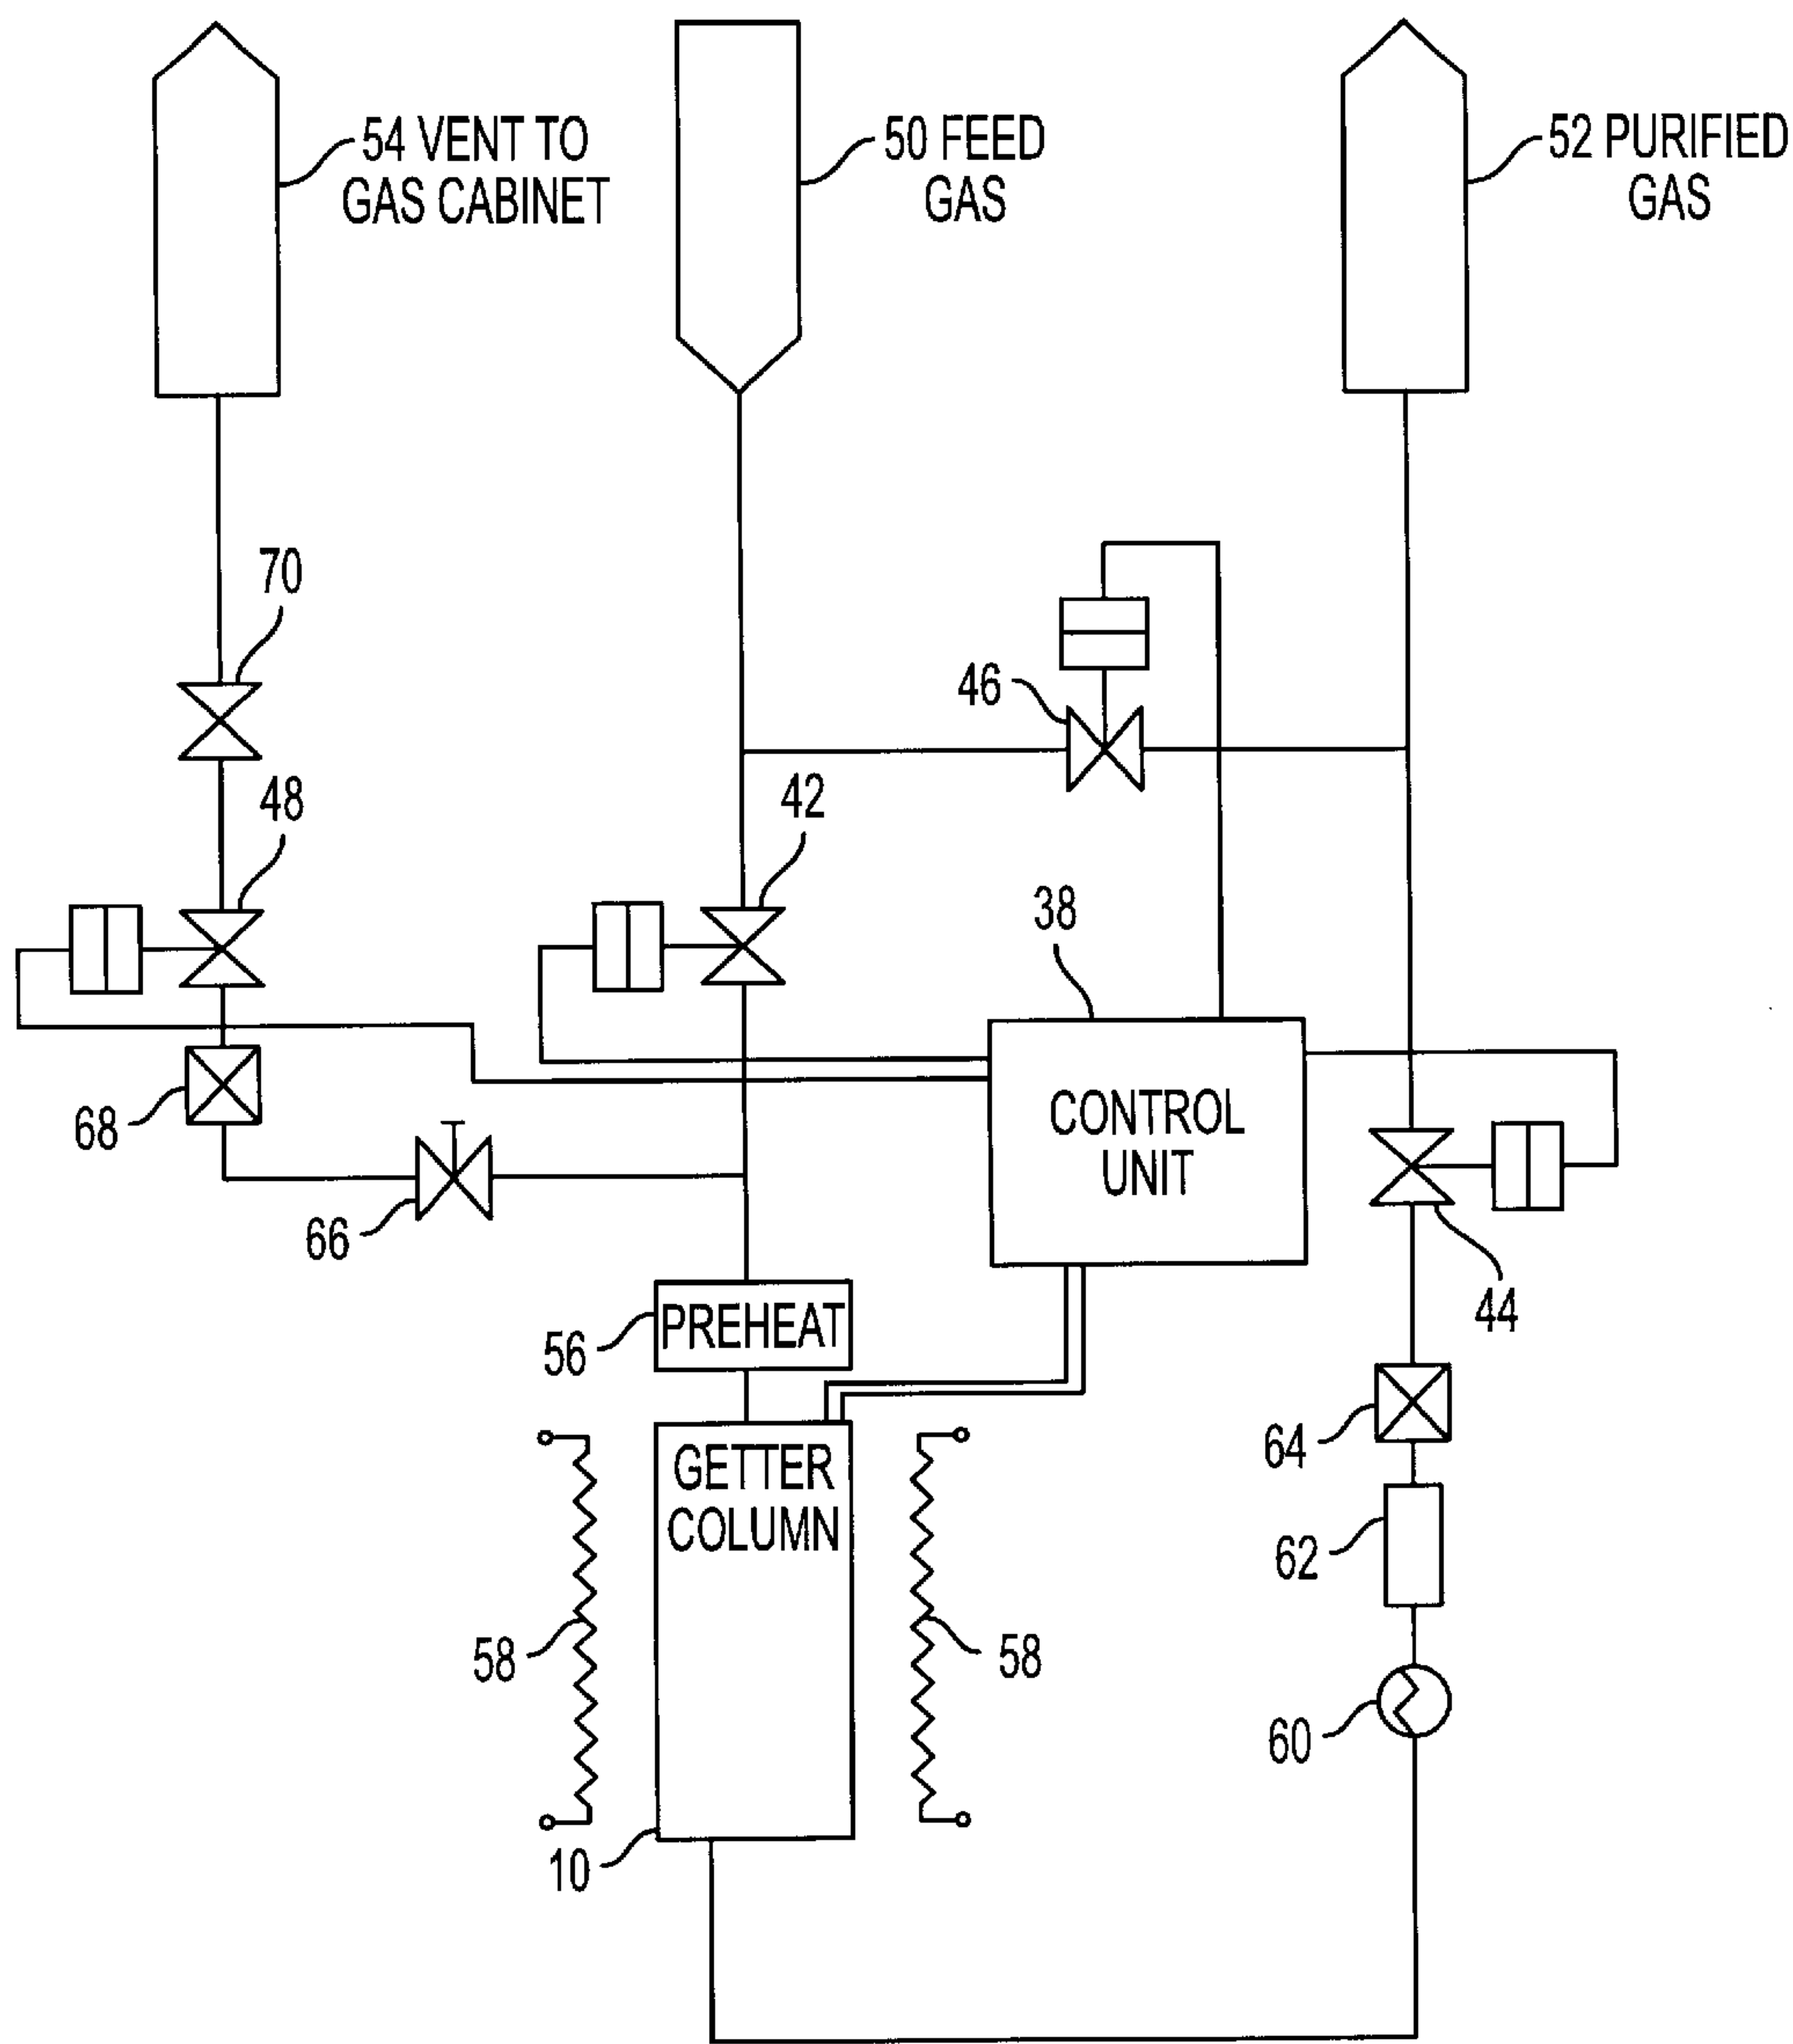 54 VENT TO
GAS CABINET
50 FEED
GAS
52 PURIFIED
GAS
70
46
48
42
38
68
CONTROL
UNIT
66
44
56
PREHEAT
64
GETTER
COLUMN
62
58
58
60
10